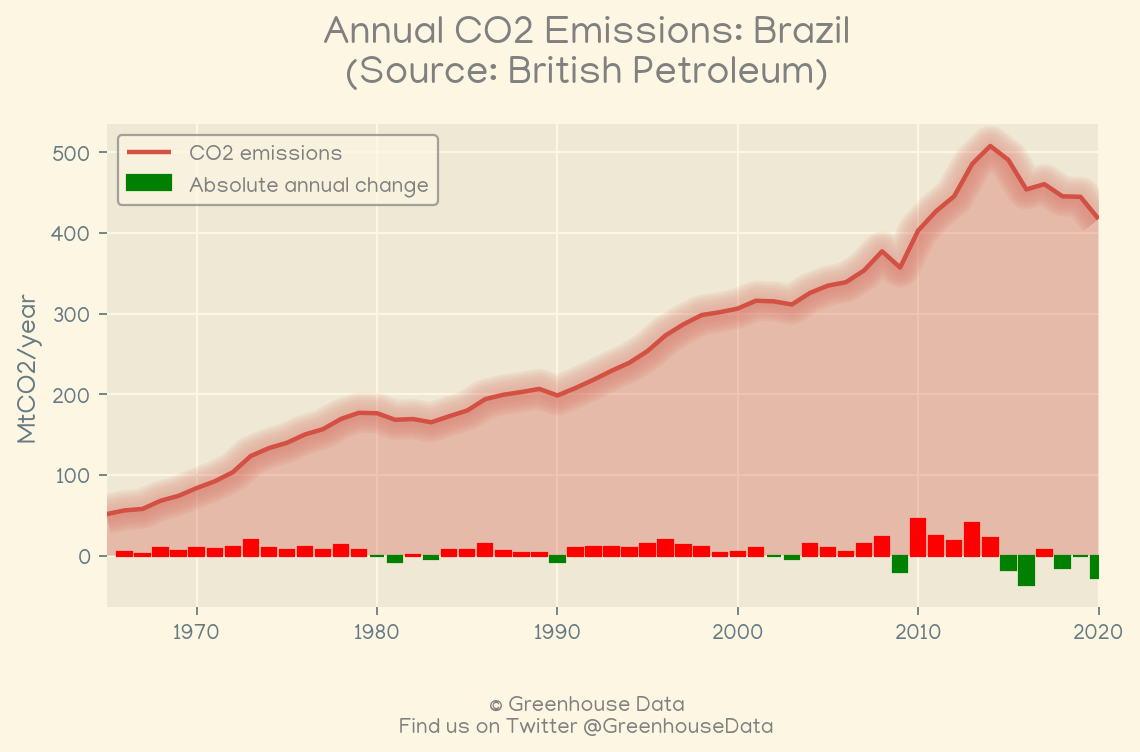 Annual CO2 Emissions: Brazil
(Source: British Petroleum)
CO2 emissions
Absolute annual change
MtCO2/year
500
400
300
200
100
0
1970 1980 1990 2000 2010 2020
© Greenhouse Data
Find us on Twitter @GreenhouseData